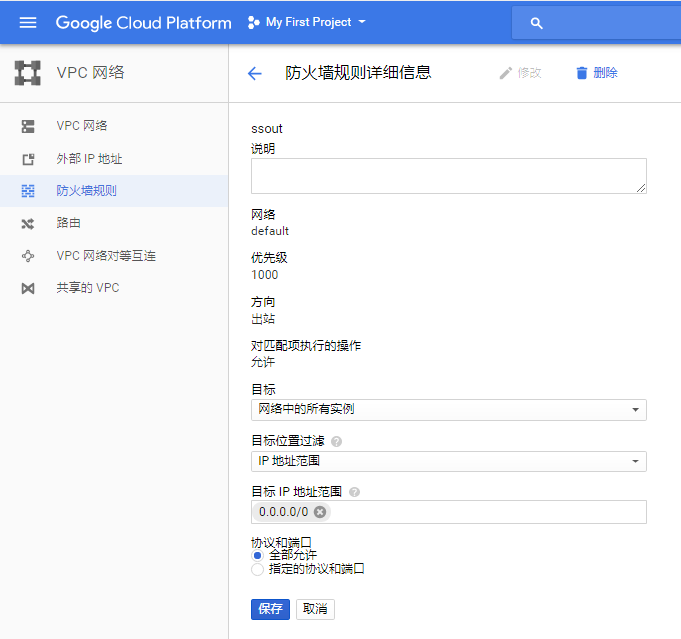 Google Cloud Platform
My First Project
VPC 网络
防火墙规则详细信息
修改
删除
VPC 网络
外部 IP 地址
防火墙规则
路由
VPC 网络对等互连
共享的 VPC
ssout
说明
网络
default
优先级
1000
方向
出站
对匹配项执行的操作
允许
目标
网络中的所有实例
目标位置过滤
IP 地址范围
目标 IP 地址范围
0.0.0.0/0
协议和端口
全部允许
指定的协议和端口
保存
取消